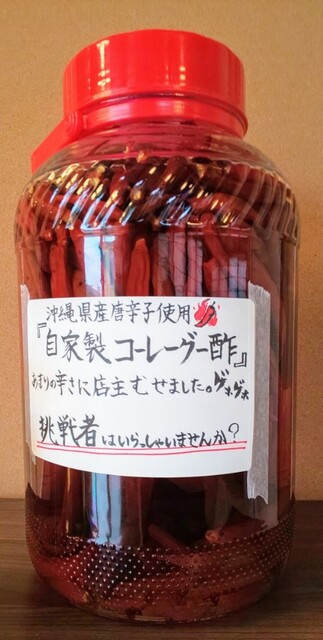 沖縄県産唐辛子使用
『自家製コーレーグー酢』
あまりの辛さに店主むせました。ゲホゲホ
挑戦者はいらっしゃいませんか？